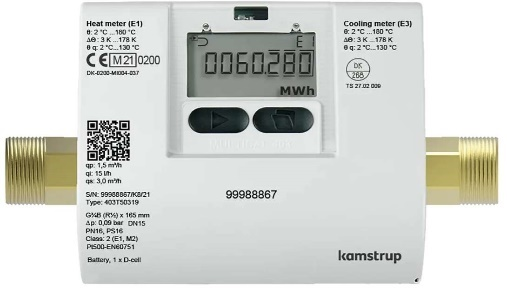 Heat meter (E1)
θ: 2 °C ...180 °C
ΔΘ: 3 K ...178 K
θ q: 2 °C...130 °C
CE M21 0200
DK-0200-MI004-037
E1
0060.280
MWh
Cooling meter (E3)
θ: 2 °C ...180 °C
ΔΘ: 3 K ...178 K
θ q: 2 °C...130 °C
DK
268
TS 27.02 009
qp: 1,5 m³/h
qi: 15 l/h
qs: 3,0 m³/h
S/N: 99988867/K8/21
Type: 403T50319
99988867
G¾B (R½) x 165 mm
Δp: 0,09 bar DN15
PN16, PS16
Class: 2 (E1, M2)
Pt500-EN60751
Battery, 1 x D-cell
kamstrup